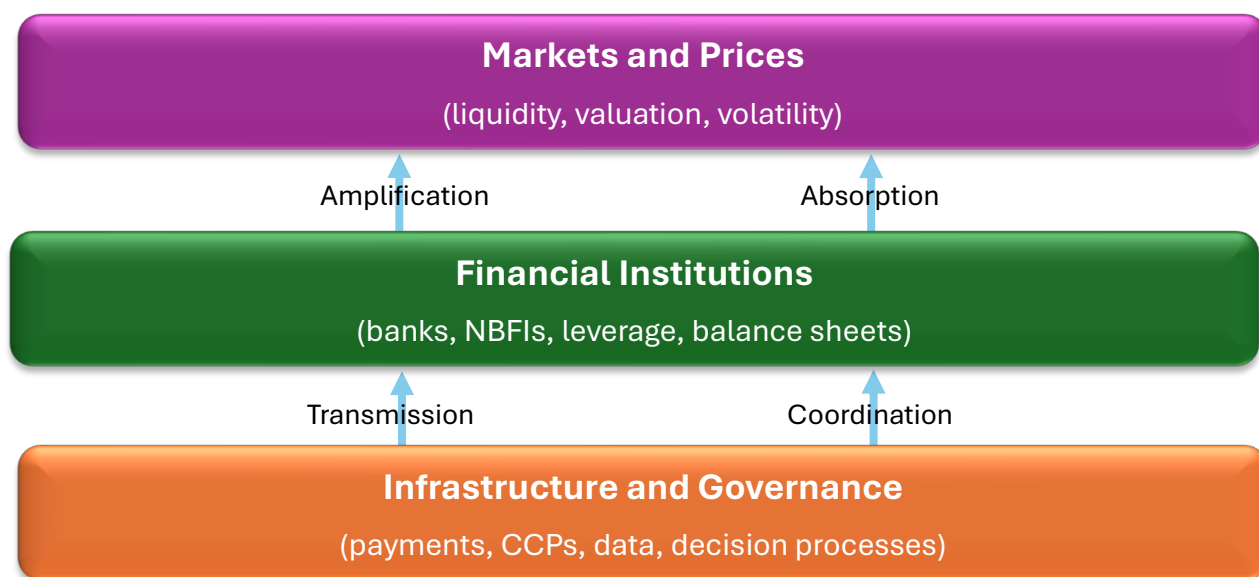 Markets and Prices
(liquidity, valuation, volatility)
Amplification
Absorption
Financial Institutions
(banks, NBFIs, leverage, balance sheets)
Transmission
Coordination
Infrastructure and Governance
(payments, CCPs, data, decision processes)